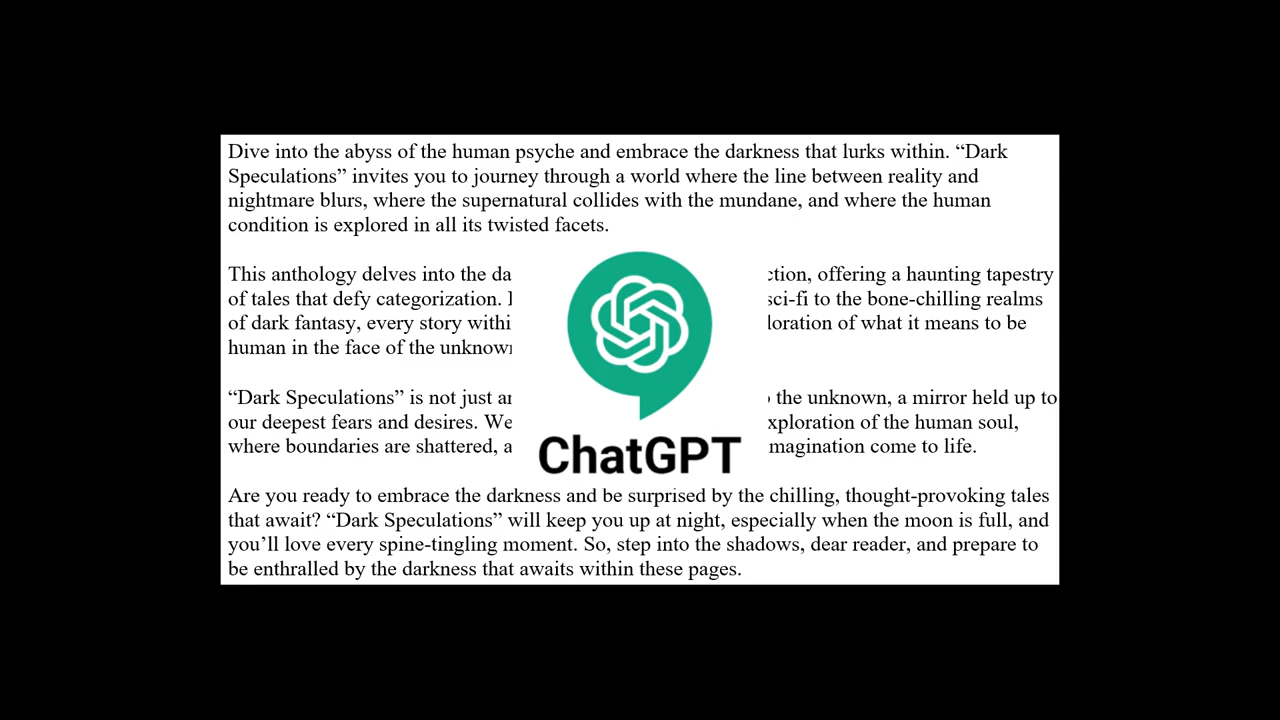 Dive into the abyss of the human psyche and embrace the darkness that lurks within. “Dark
Speculations” invites you to journey through a world where the line between reality and
nightmare blurs, where the supernatural collides with the mundane, and where the human
condition is explored in all its twisted facets.
This anthology delves into the offering a haunting tapestry
of tales that defy categorization. sci-fi to the bone-chilling realms
of dark fantasy, every story of what it means to be
human in the face of the
“Dark Speculations” is not just the unknown, a mirror held up to
our deepest fears and desires. We of the human soul,
where boundaries are shattered, come to life.
ChatGPT
Are you ready to embrace the darkness and be surprised by the chilling, thought-provoking tales
that await? “Dark Speculations” will keep you up at night, especially when the moon is full, and
you’ll love every spine-tingling moment. So, step into the shadows, dear reader, and prepare to
be enthralled by the darkness that awaits within these pages.